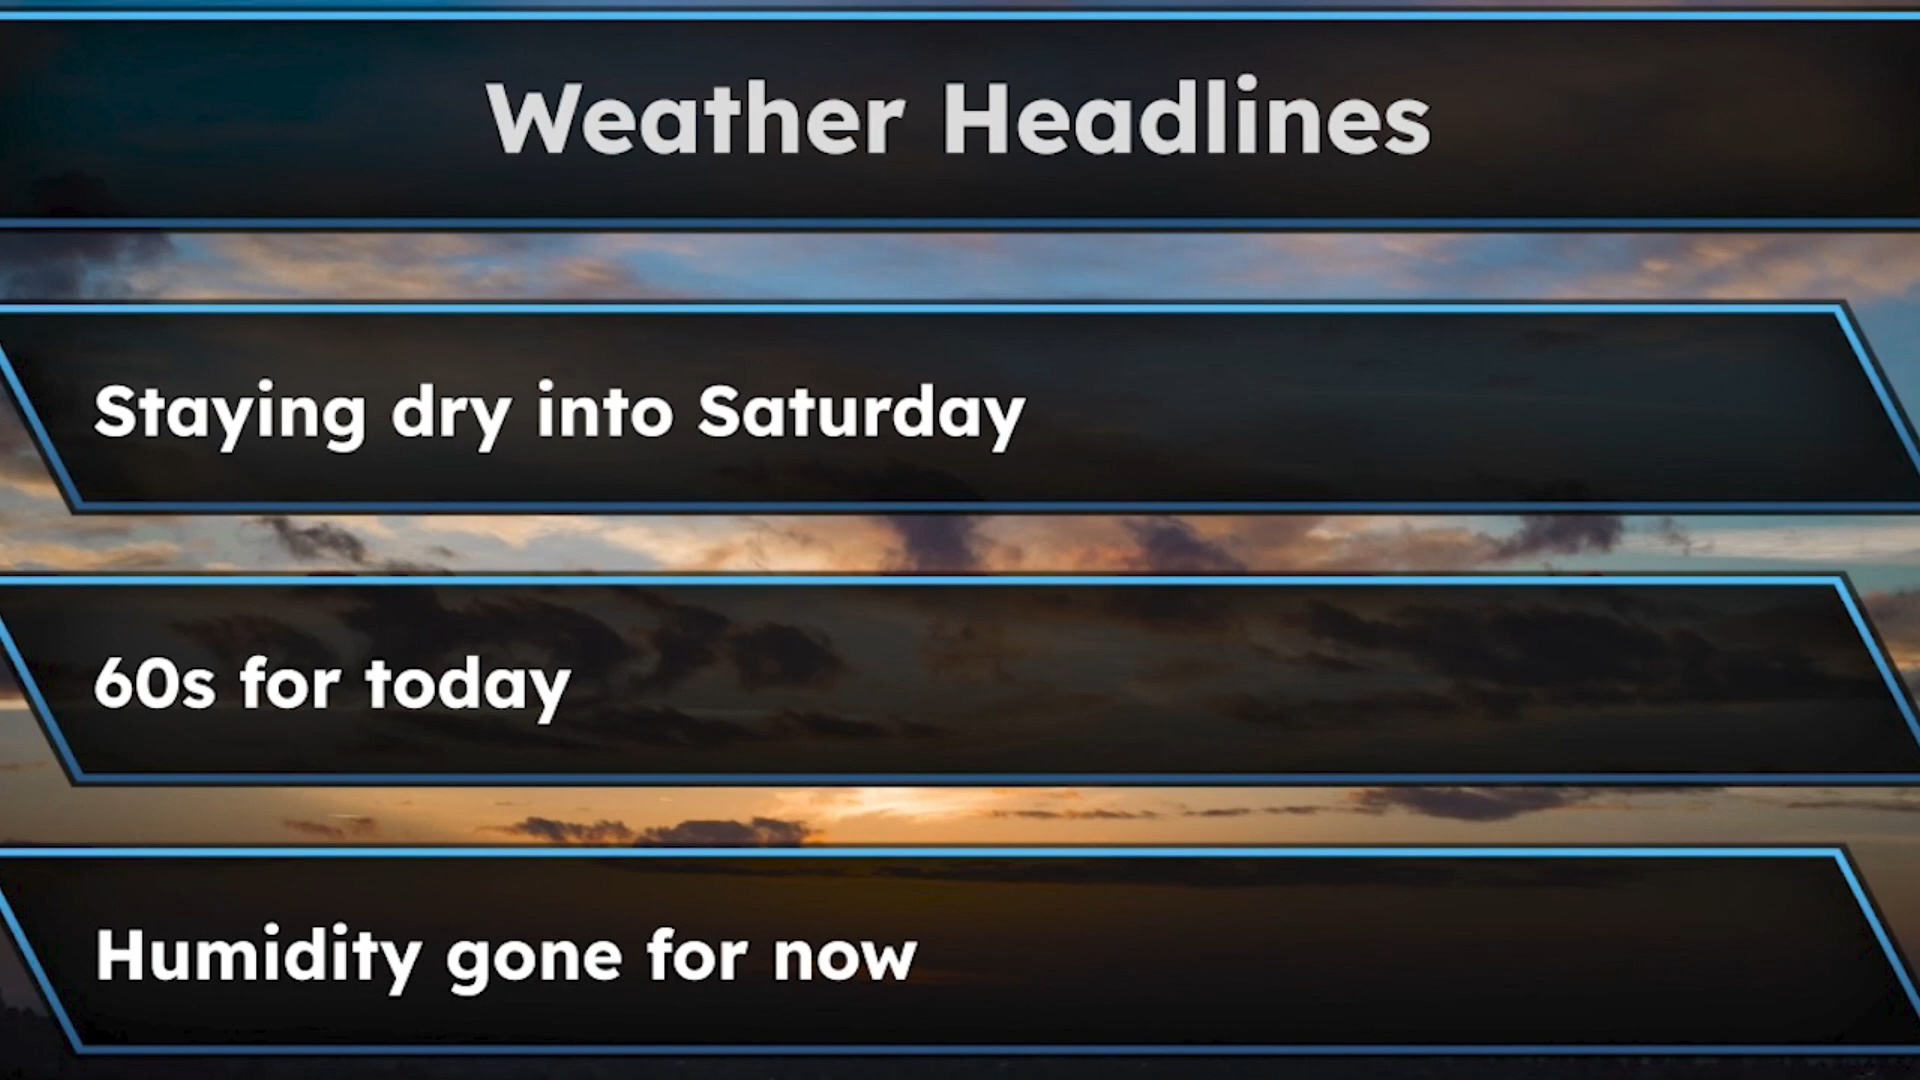 Weather Headlines
Staying dry into Saturday
60s for today
Humidity gone for now